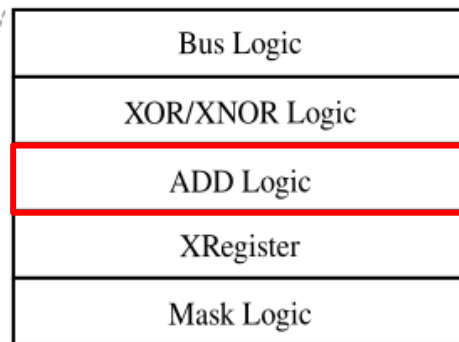 Bus Logic
XOR/XNOR Logic
ADD Logic
XRegister
Mask Logic